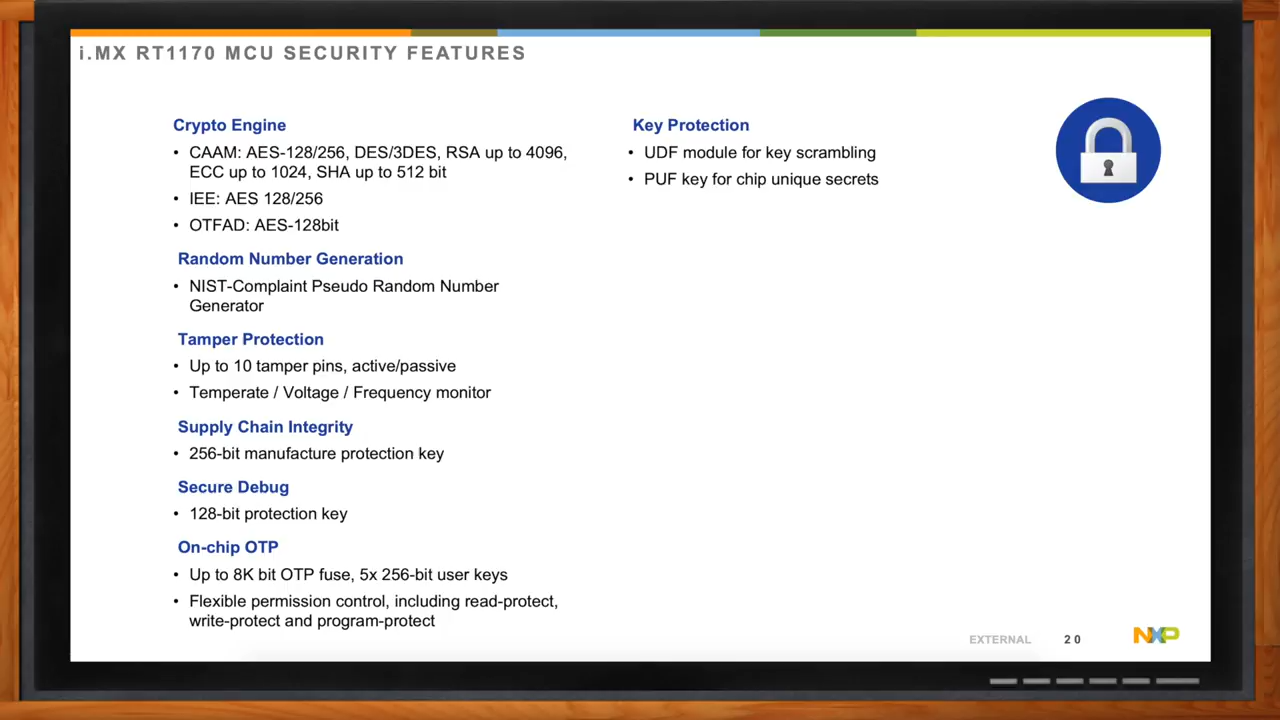 i.MX RT1170 MCU SECURITY FEATURES
Crypto Engine
• CAAM: AES-128/256, DES/3DES, RSA up to 4096,
ECC up to 1024, SHA up to 512 bit
• IEE: AES 128/256
• OTFAD: AES-128bit
Random Number Generation
• NIST-Complaint Pseudo Random Number
Generator
Tamper Protection
• Up to 10 tamper pins, active/passive
• Temperate / Voltage / Frequency monitor
Supply Chain Integrity
• 256-bit manufacture protection key
Secure Debug
• 128-bit protection key
On-chip OTP
• Up to 8K bit OTP fuse, 5x 256-bit user keys
• Flexible permission control, including read-protect,
write-protect and program-protect
Key Protection
• UDF module for key scrambling
• PUF key for chip unique secrets
EXTERNAL 20
NXP